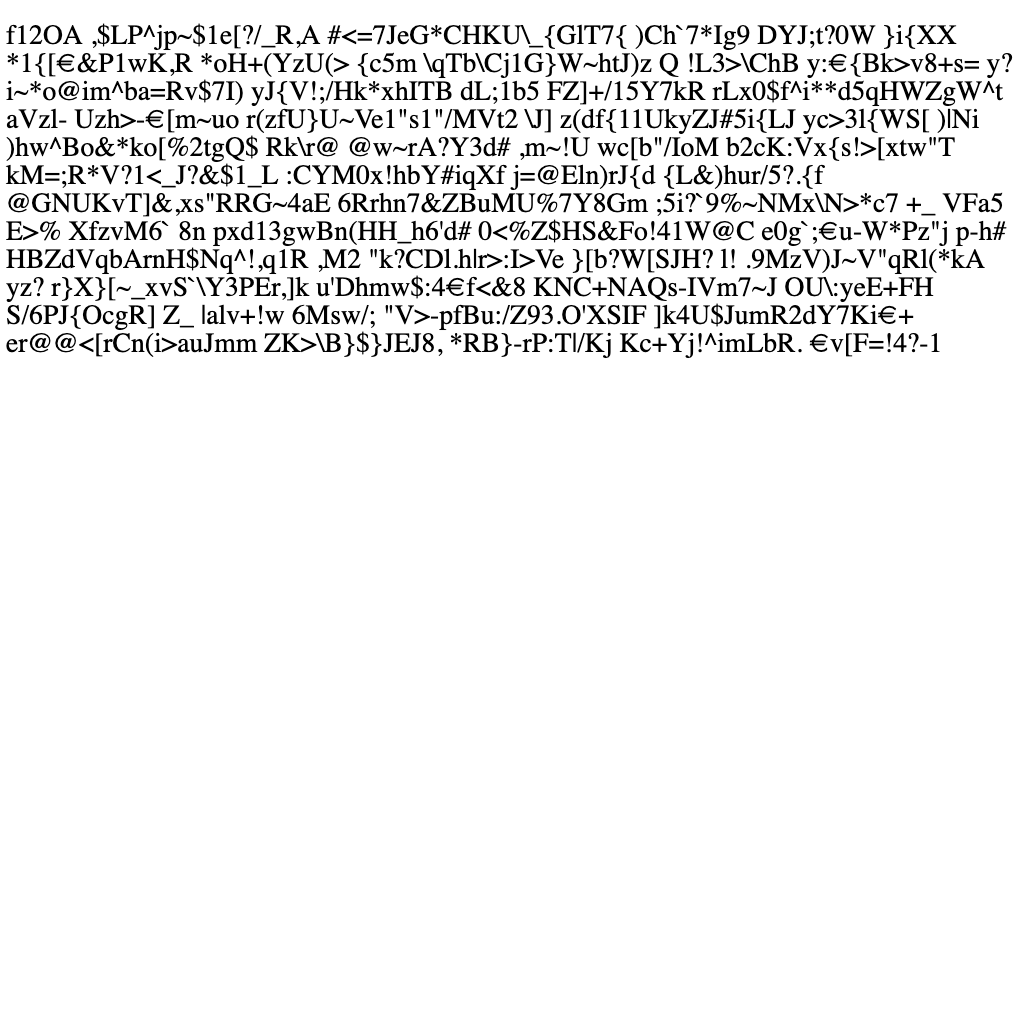 f12OA ,$LP^jp~$1e[?/_R,A #<=7JeG*CHKU\_{GlT7{ )Ch`7*Ig9 DYJ;t?0W }i{XX
*1{[€&P1wK,R *oH+(YzU(> {c5m \qTb\Cj1G}W~htJ)z Q !L3>\ChB y:€{Bk>v8+s= y?
i~*o@im^ba=Rv$7I) yJ{V!;/Hk*xhITB dL;1b5 FZ]+/15Y7kR rLx0$f^i**d5qHWZgW^t
aVzl- Uzh>-€[m~uo r(zfU}U~Ve1"s1"/MVt2 \J] z(df{11UkyZJ#5i{LJ yc>3l{WS[ )|Ni
)hw^Bo&*ko[%2tgQ$ Rk\r@ @w~rA?Y3d# ,m~!U wc[b"/IoM b2cK:Vx{s!>[xtw"T
kM=;R*V?1<_J?&$1_L :CYM0x!hbY#iqXf j=@Eln)rJ{d {L&)hur/5?.{f
@GNUKvT]&,xs"RRG~4aE 6Rrhn7&ZBuMU%7Y8Gm ;5i?`9%~NMx\N>*c7 +_ VFa5
E>% XfzvM6` 8n pxd13gwBn(HH_h6'd# 0<%Z$HS&Fo!41W@C e0g`;€u-W*Pz"j p-h#
HBZdVqbArnH$Nq^!,q1R ,M2 "k?CDl.h|r>:I>Ve }[b?W[SJH? l! .9MzV)J~V"qRl(*kA
yz? r}X}[~_xvS`\Y3PEr,]k u'Dhmw$:4€f<&8 KNC+NAQs-IVm7~J OU\:yeE+FH
S/6PJ{OcgR] Z_ |alv+!w 6Msw/; "V>-pfBu:/Z93.O'XSIF ]k4U$JumR2dY7Ki€+
er@@<[rCn(i>auJmm ZK>\B}$}JEJ8, *RB}-rP:T|/Kj Kc+Yj!^imLbR. €v[F=!4?-1